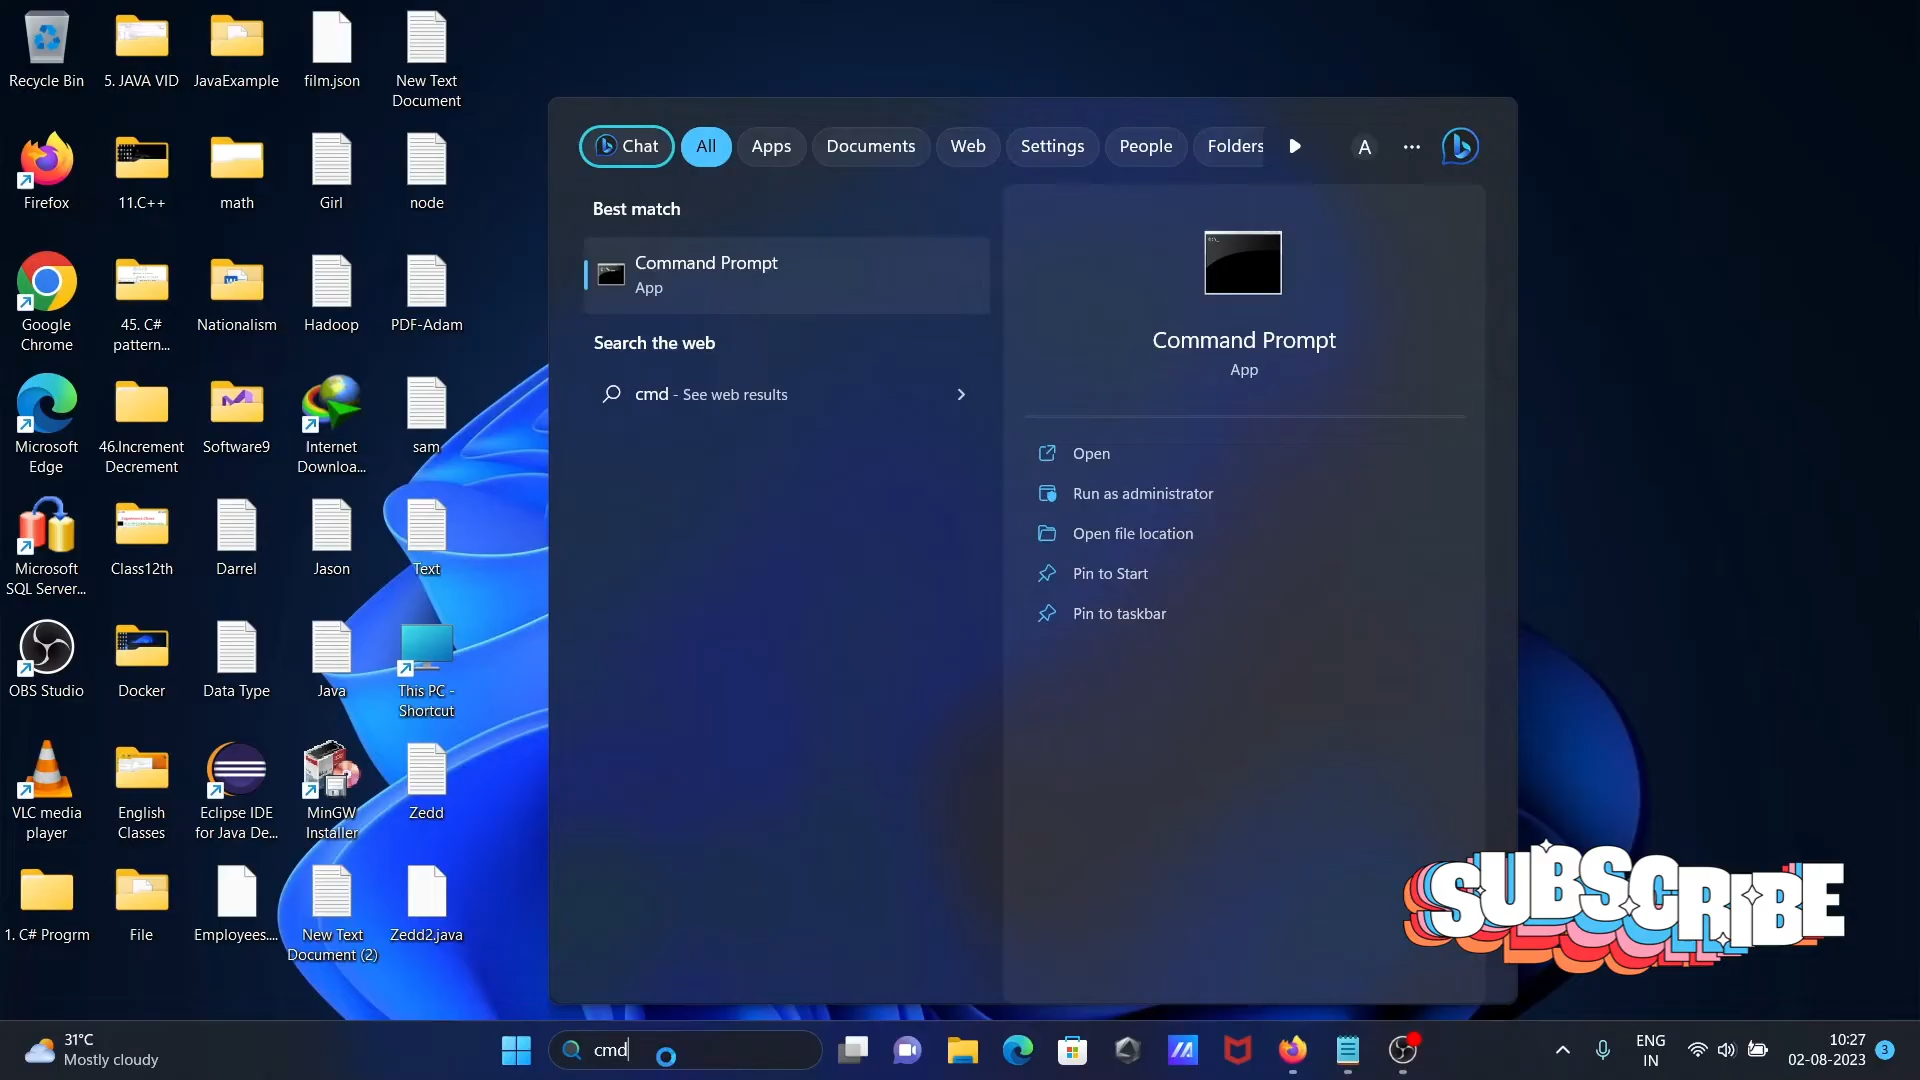 Recycle Bin
5. JAVA VID
JavaExample
film.json
New Text
Document
Firefox
11.C++
math
Girl
node
Google
Chrome
45. C#
pattern...
Nationalism
Hadoop
PDF-Adam
Microsoft
Edge
46.Increment
Decrement
Software9
Internet
Downloa...
sam
Microsoft
SQL Server...
Class12th
Darrel
Jason
Text
OBS Studio
Docker
Data Type
Java
This PC -
Shortcut
VLC media
player
English
Classes
Eclipse IDE
for Java De...
MinGW
Installer
Zedd
1. C# Progrm
File
Employees....
New Text
Document (2)
Zedd2.java
Chat
All
Apps
Documents
Web
Settings
People
Folders
A
Best match
Command Prompt
App
Search the web
cmd - See web results
Command Prompt
App
Open
Run as administrator
Open file location
Pin to Start
Pin to taskbar
SUBSCRIBE
31°C
Mostly cloudy
cmd
ENG
IN
10:27
02-08-2023
3